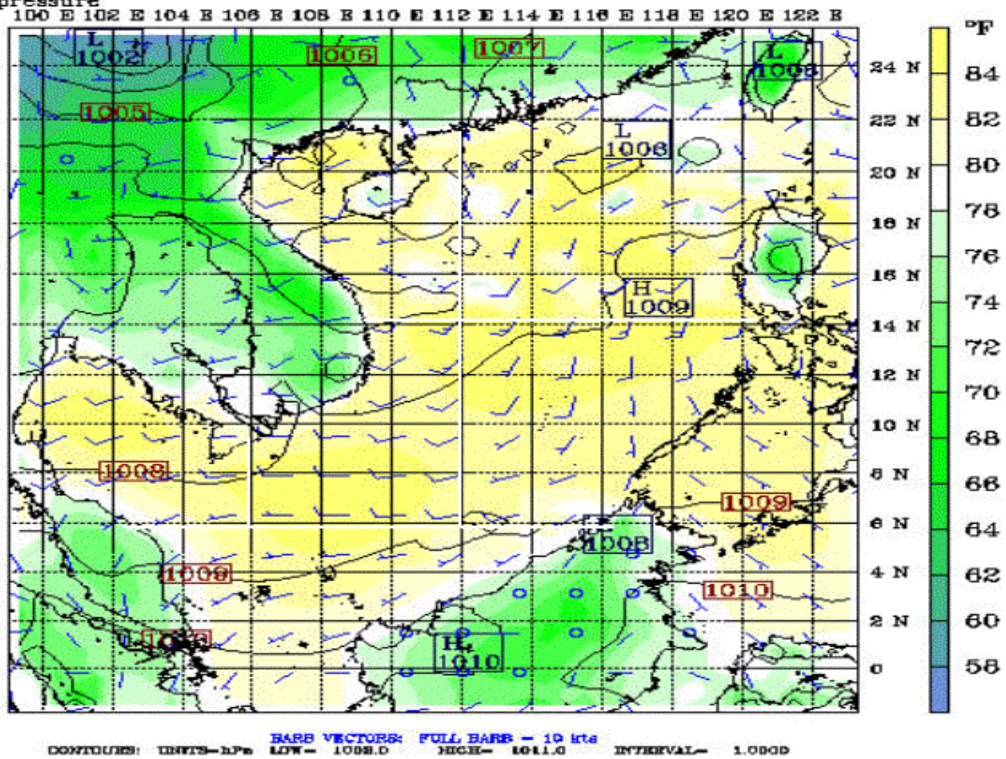 pressure
100 E 102 E 104 E 106 E 108 E 110 E 112 E 114 E 116 E 118 E 120 E 122 E
°F
L
1002
1006
1007
L
24 N
84
1005
22 N
82
L
1006
20 N
80
18 N
78
16 N
76
H
1009
74
14 N
72
12 N
70
10 N
68
1008
8 N
66
1009
6 N
64
1008
1009
4 N
62
1010
2 N
60
H
1010
0
58
BARB VECTORS: FULL BARB = 10 kts
CONTOURS: UNITS=hPa LOW= HIGH= INTERVAL= 1.0000